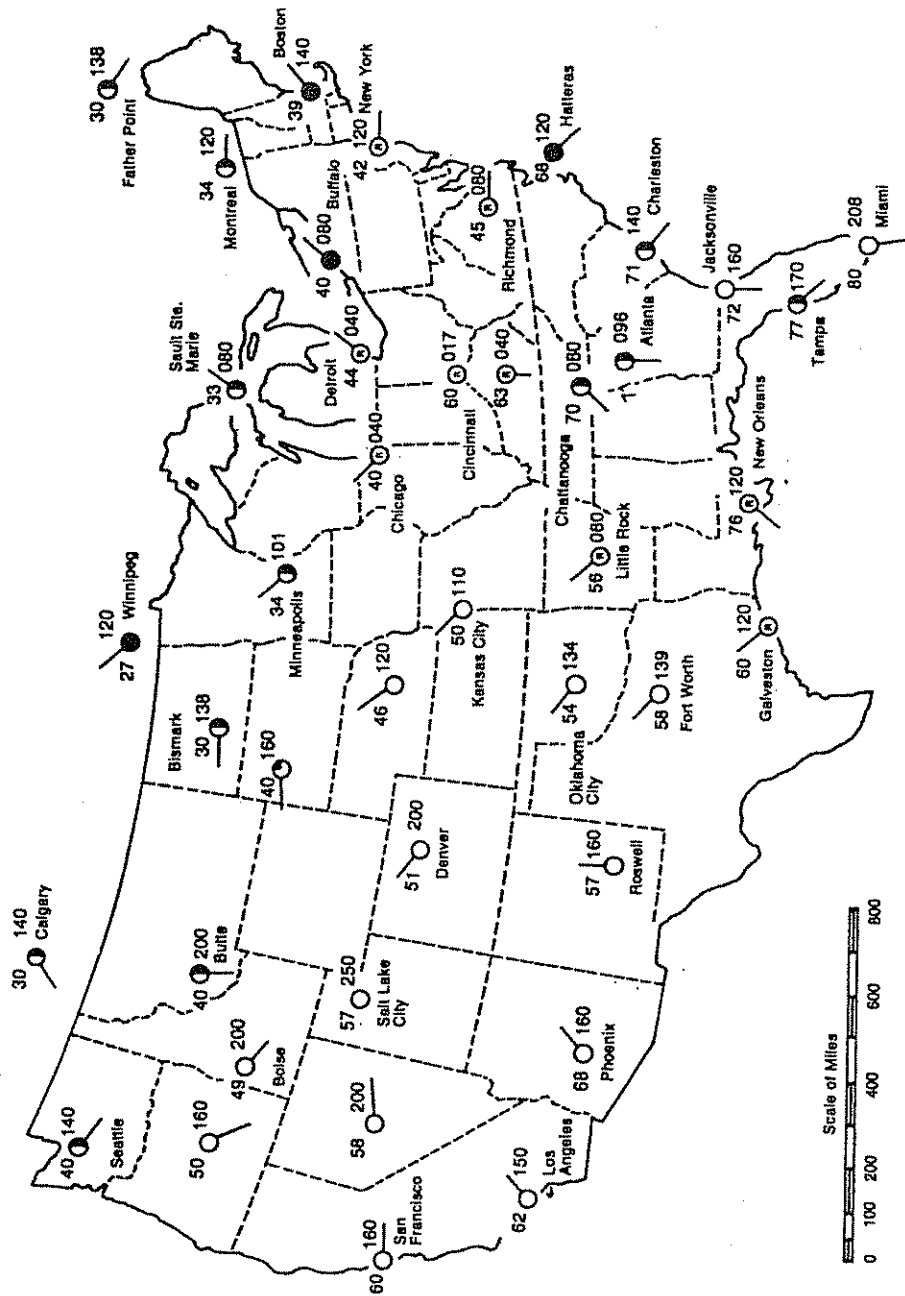 30 140
Calgary
120
27 Winnipeg
40 140
Seattle
Bismark
30 138
Sault Ste.
Marie
33 080
34 120
Montreal
30 138
Father Point
40 200
Butte
50 160
49 200
Boise
40 160
Minneapolis
34 101
Detroit
44 040
40 080
Buffalo
Boston
39 140
57 250
Salt Lake
City
58 200
51 200
Denver
46 120
40 040
Chicago
42 120
New York
60 160
San
Francisco
50 110
Kansas City
60 017
Cincinnati
63 040
45 080
Richmond
68 120
Hatteras
62 150
Los
Angeles
68 160
Phoenix
57 160
Roswell
Oklahoma
City
54 134
56 080
Little Rock
Chattanooga
70 080
096
71
Atlanta
71 140
Charleston
58 139
Fort Worth
72 160
Jacksonville
60 120
Galveston
76 120
New Orleans
77 170
Tampa
80 208
Miami
Scale of Miles
0 100 200 400 600 800
R
R
R
R
R
R
R
R
R